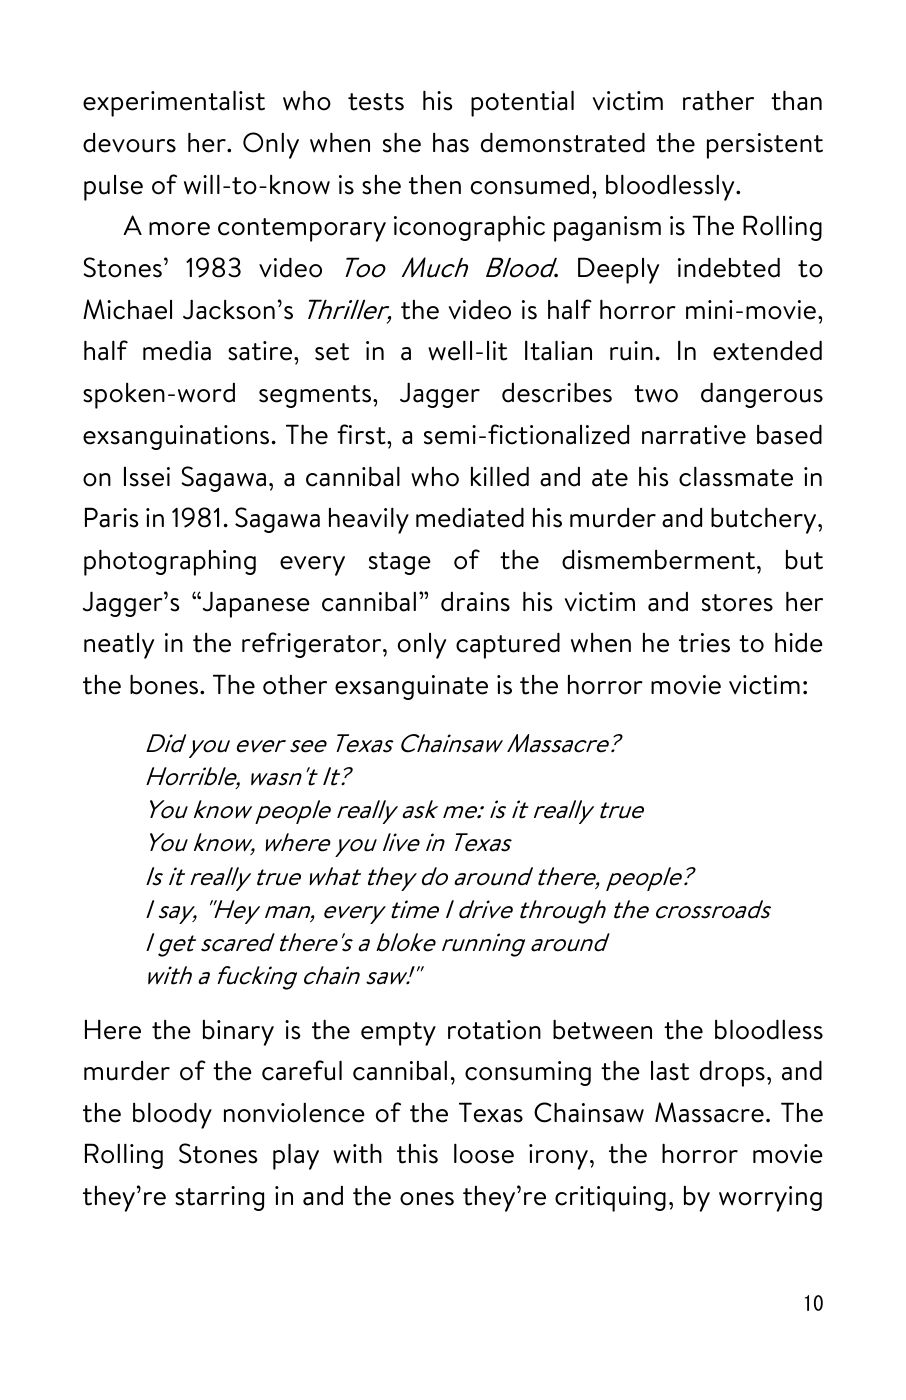 experimentalist who tests his potential victim rather than
devours her. Only when she has demonstrated the persistent
pulse of will-to-know is she then consumed, bloodlessly.
A more contemporary iconographic paganism is The Rolling
Stones’ 1983 video Too Much Blood. Deeply indebted to
Michael Jackson’s Thriller, the video is half horror mini-movie,
half media satire, set in a well-lit Italian ruin. In extended
spoken-word segments, Jagger describes two dangerous
exsanguinations. The first, a semi-fictionalized narrative based
on Issei Sagawa, a cannibal who killed and ate his classmate in
Paris in 1981. Sagawa heavily mediated his murder and butchery,
photographing every stage of the dismemberment, but
Jagger’s “Japanese cannibal” drains his victim and stores her
neatly in the refrigerator, only captured when he tries to hide
the bones. The other exsanguinate is the horror movie victim:
Did you ever see Texas Chainsaw Massacre?
Horrible, wasn't It?
You know people really ask me: is it really true
You know, where you live in Texas
Is it really true what they do around there, people?
I say, "Hey man, every time I drive through the crossroads
I get scared there's a bloke running around
with a fucking chain saw!"
Here the binary is the empty rotation between the bloodless
murder of the careful cannibal, consuming the last drops, and
the bloody nonviolence of the Texas Chainsaw Massacre. The
Rolling Stones play with this loose irony, the horror movie
they’re starring in and the ones they’re critiquing, by worrying
10